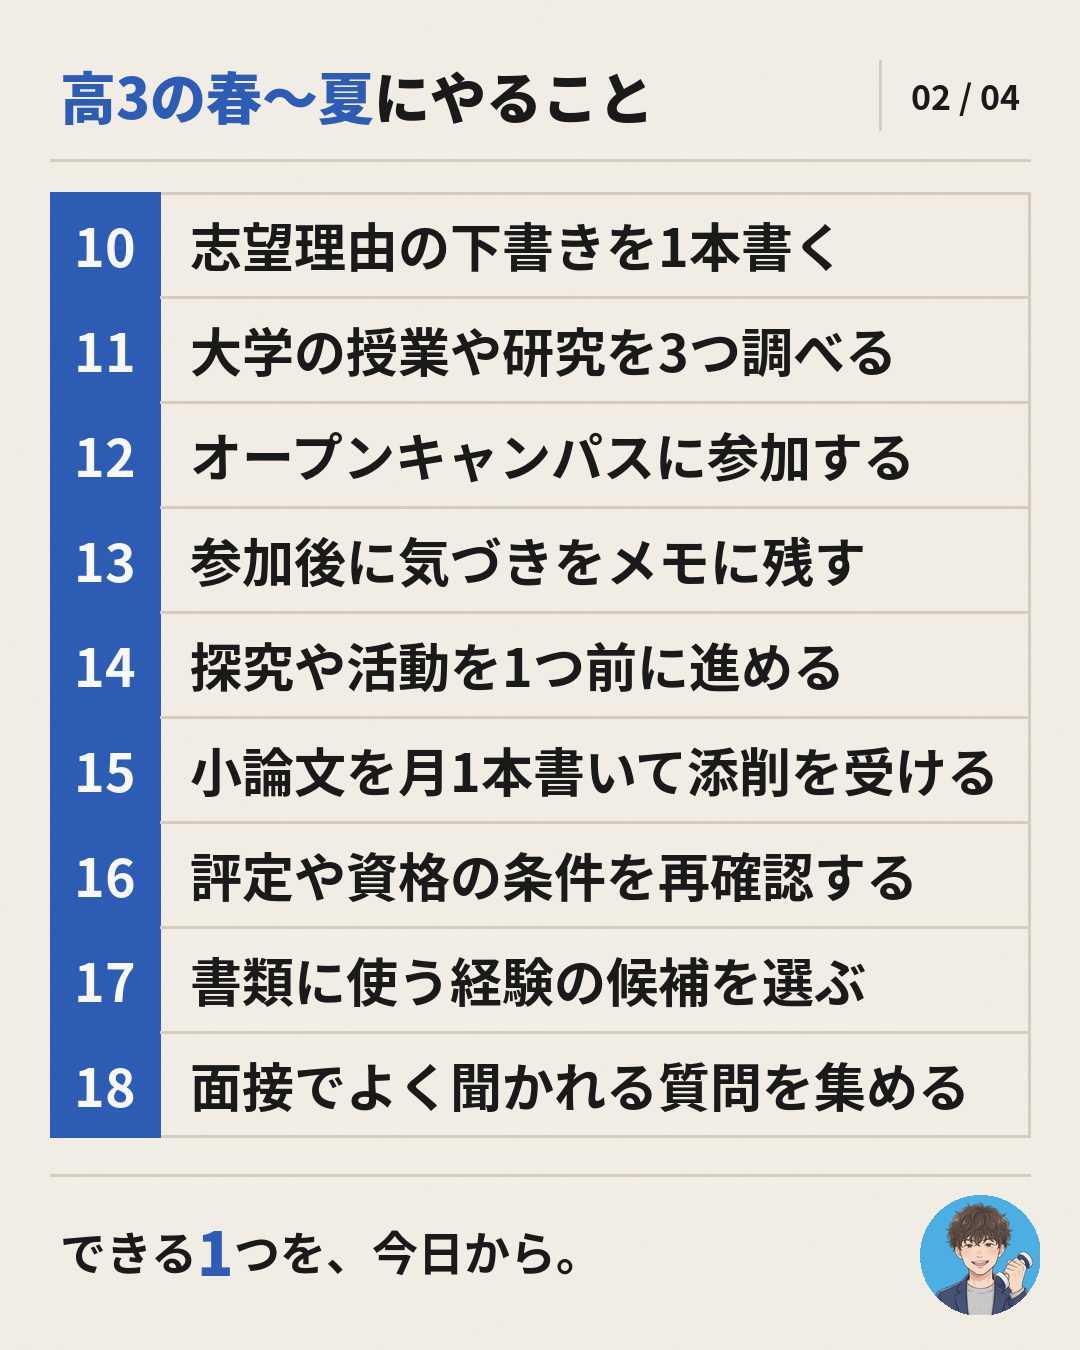 高3の春〜夏にやること
02 / 04
10 志望理由の下書きを1本書く
11 大学の授業や研究を3つ調べる
12 オープンキャンパスに参加する
13 参加後に気づきをメモに残す
14 探究や活動を1つ前に進める
15 小論文を月1本書いて添削を受ける
16 評定や資格の条件を再確認する
17 書類に使う経験の候補を選ぶ
18 面接でよく聞かれる質問を集める
できる1つを、今日から。